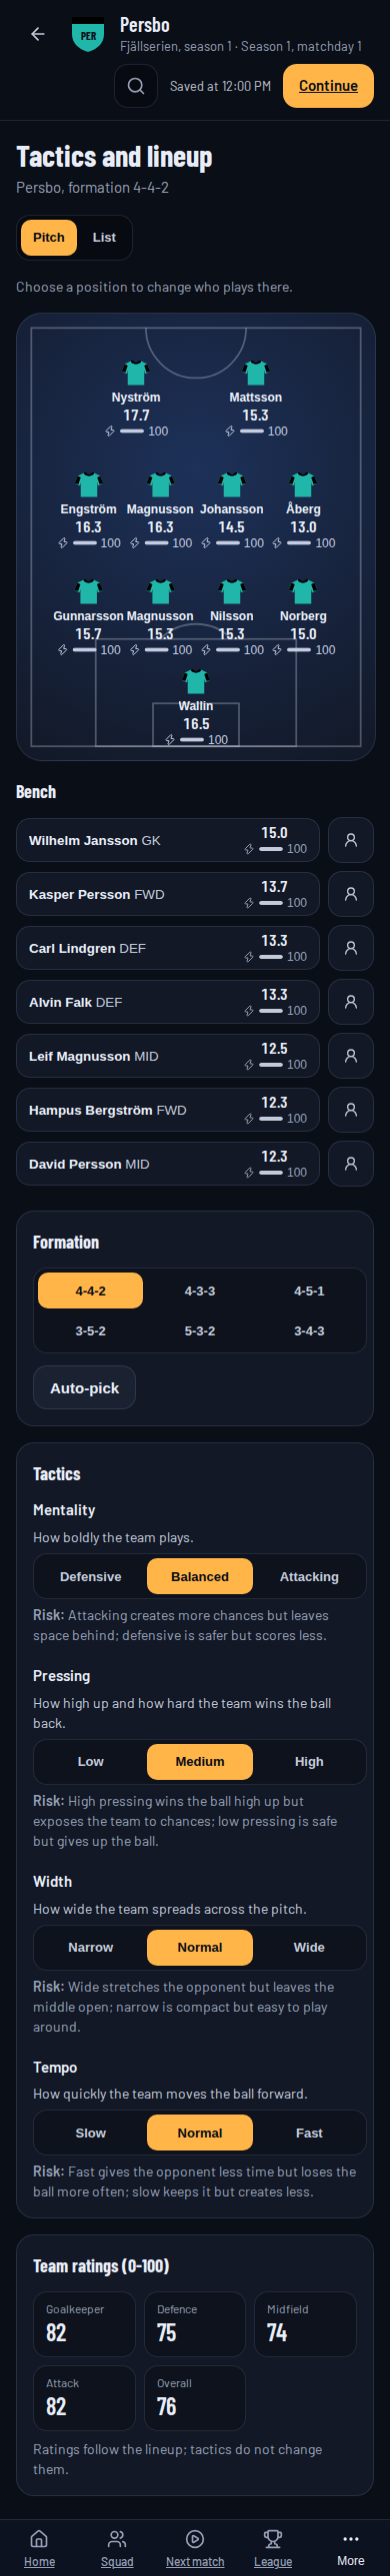 PER
Persbo
Fjällserien, season 1 · Season 1, matchday 1
Saved at 12:00 PM
Continue
Tactics and lineup
Persbo, formation 4-4-2
Pitch List
Choose a position to change who plays there.
Nyström Mattsson
17.7 15.3
100 100
Engström Magnusson Johansson Åberg
16.3 16.3 14.5 13.0
100 100 100 100
Gunnarsson Magnusson Nilsson Norberg
15.7 15.3 15.3 15.0
100 100 100 100
Wallin
16.5
100
Bench
Wilhelm Jansson GK 15.0
100
Kasper Persson FWD 13.7
100
Carl Lindgren DEF 13.3
100
Alvin Falk DEF 13.3
100
Leif Magnusson MID 12.5
100
Hampus Bergström FWD 12.3
100
David Persson MID 12.3
100
Formation
4-4-2 4-3-3 4-5-1
3-5-2 5-3-2 3-4-3
Auto-pick
Tactics
Mentality
How boldly the team plays.
Defensive Balanced Attacking
Risk: Attacking creates more chances but leaves
space behind; defensive is safer but scores less.
Pressing
How high up and how hard the team wins the ball
back.
Low Medium High
Risk: High pressing wins the ball high up but
exposes the team to chances; low pressing is safe
but gives up the ball.
Width
How wide the team spreads across the pitch.
Narrow Normal Wide
Risk: Wide stretches the opponent but leaves the
middle open; narrow is compact but easy to play
around.
Tempo
How quickly the team moves the ball forward.
Slow Normal Fast
Risk: Fast gives the opponent less time but loses the
ball more often; slow keeps it but creates less.
Team ratings (0-100)
Goalkeeper Defence Midfield
82 75 74
Attack Overall
82 76
Ratings follow the lineup; tactics do not change
them.
Home Squad Next match League More